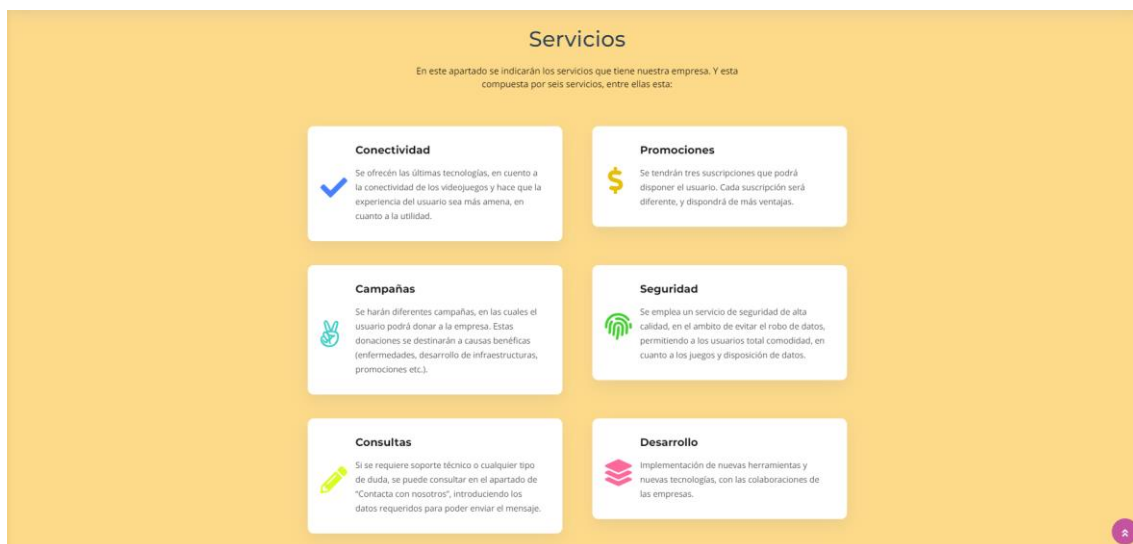 Servicios
En este apartado se indicarán los servicios que tiene nuestra empresa. Y esta
compuesta por seis servicios, entre ellas esta:
Conectividad
Se ofrecén las últimas tecnologías, en cuento a
la conectividad de los videojuegos y hace que la
experiencia del usuario sea más amena, en
cuanto a la utilidad.
Promociones
Se tendrán tres suscripciones que podrá
disponer el usuario. Cada suscripción será
diferente, y dispondrá de más ventajas.
Campañas
Se harán diferentes campañas, en las cuales el
usuario podrá donar a la empresa. Estas
donaciones se destinarán a causas benéficas
(enfermedades, desarrollo de infraestructuras,
promociones etc.).
Seguridad
Se emplea un servicio de seguridad de alta
calidad, en el ambito de evitar el robo de datos,
permitiendo a los usuarios total comodidad, en
cuanto a los juegos y disposición de datos.
Consultas
Si se requiere soporte técnico o cualquier tipo
de duda, se puede consultar en el apartado de
"Contacta con nosotros", introduciendo los
datos requeridos para poder enviar el mensaje.
Desarrollo
Implementación de nuevas herramientas y
nuevas tecnologías, con las colaboraciones de
las empresas.